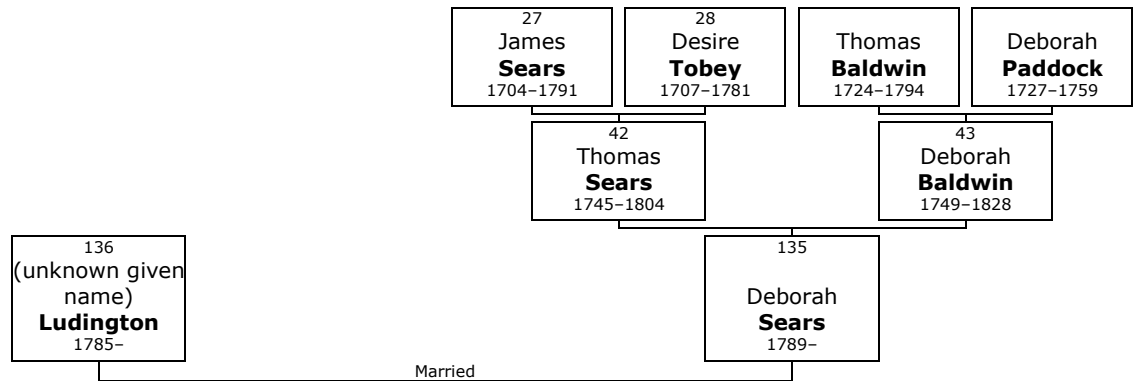 27
James
Sears
1704–1791
28
Desire
Tobey
1707–1781
Thomas
Baldwin
1724–1794
Deborah
Paddock
1727–1759
42
Thomas
Sears
1745–1804
43
Deborah
Baldwin
1749–1828
136
(unknown given
name)
Ludington
1785–
135
Deborah
Sears
1789–
Married